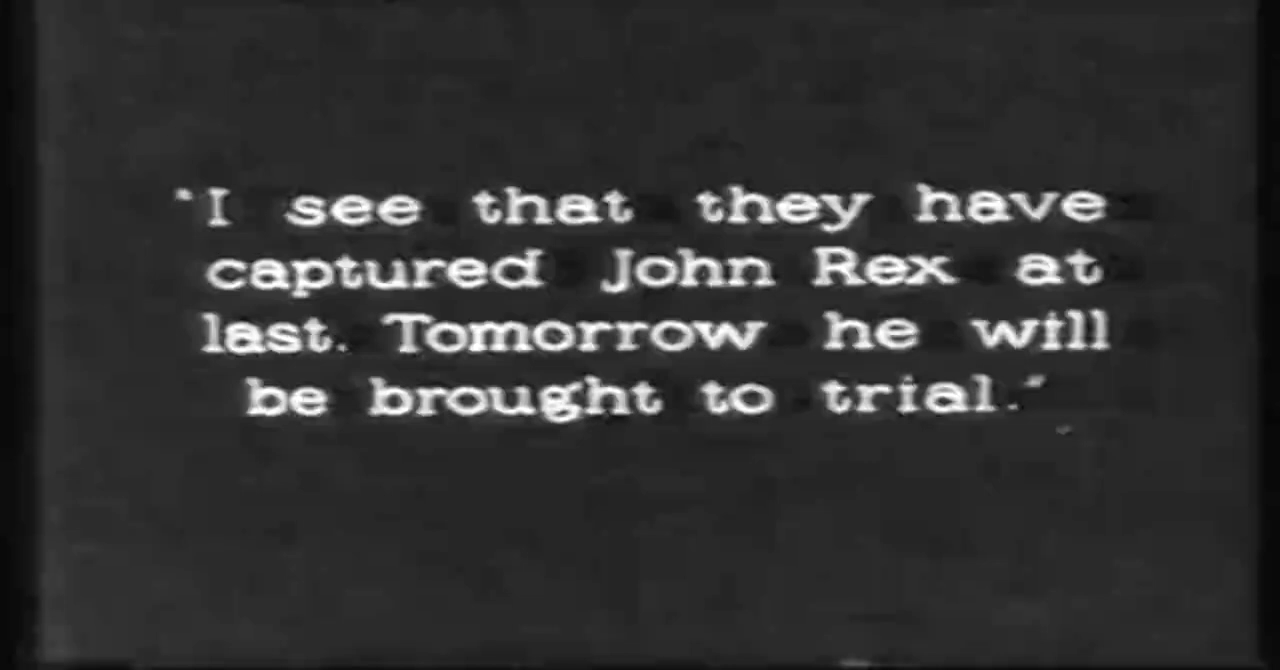 "I see that they have
captured John Rex at
last. Tomorrow he will
be brought to trial."